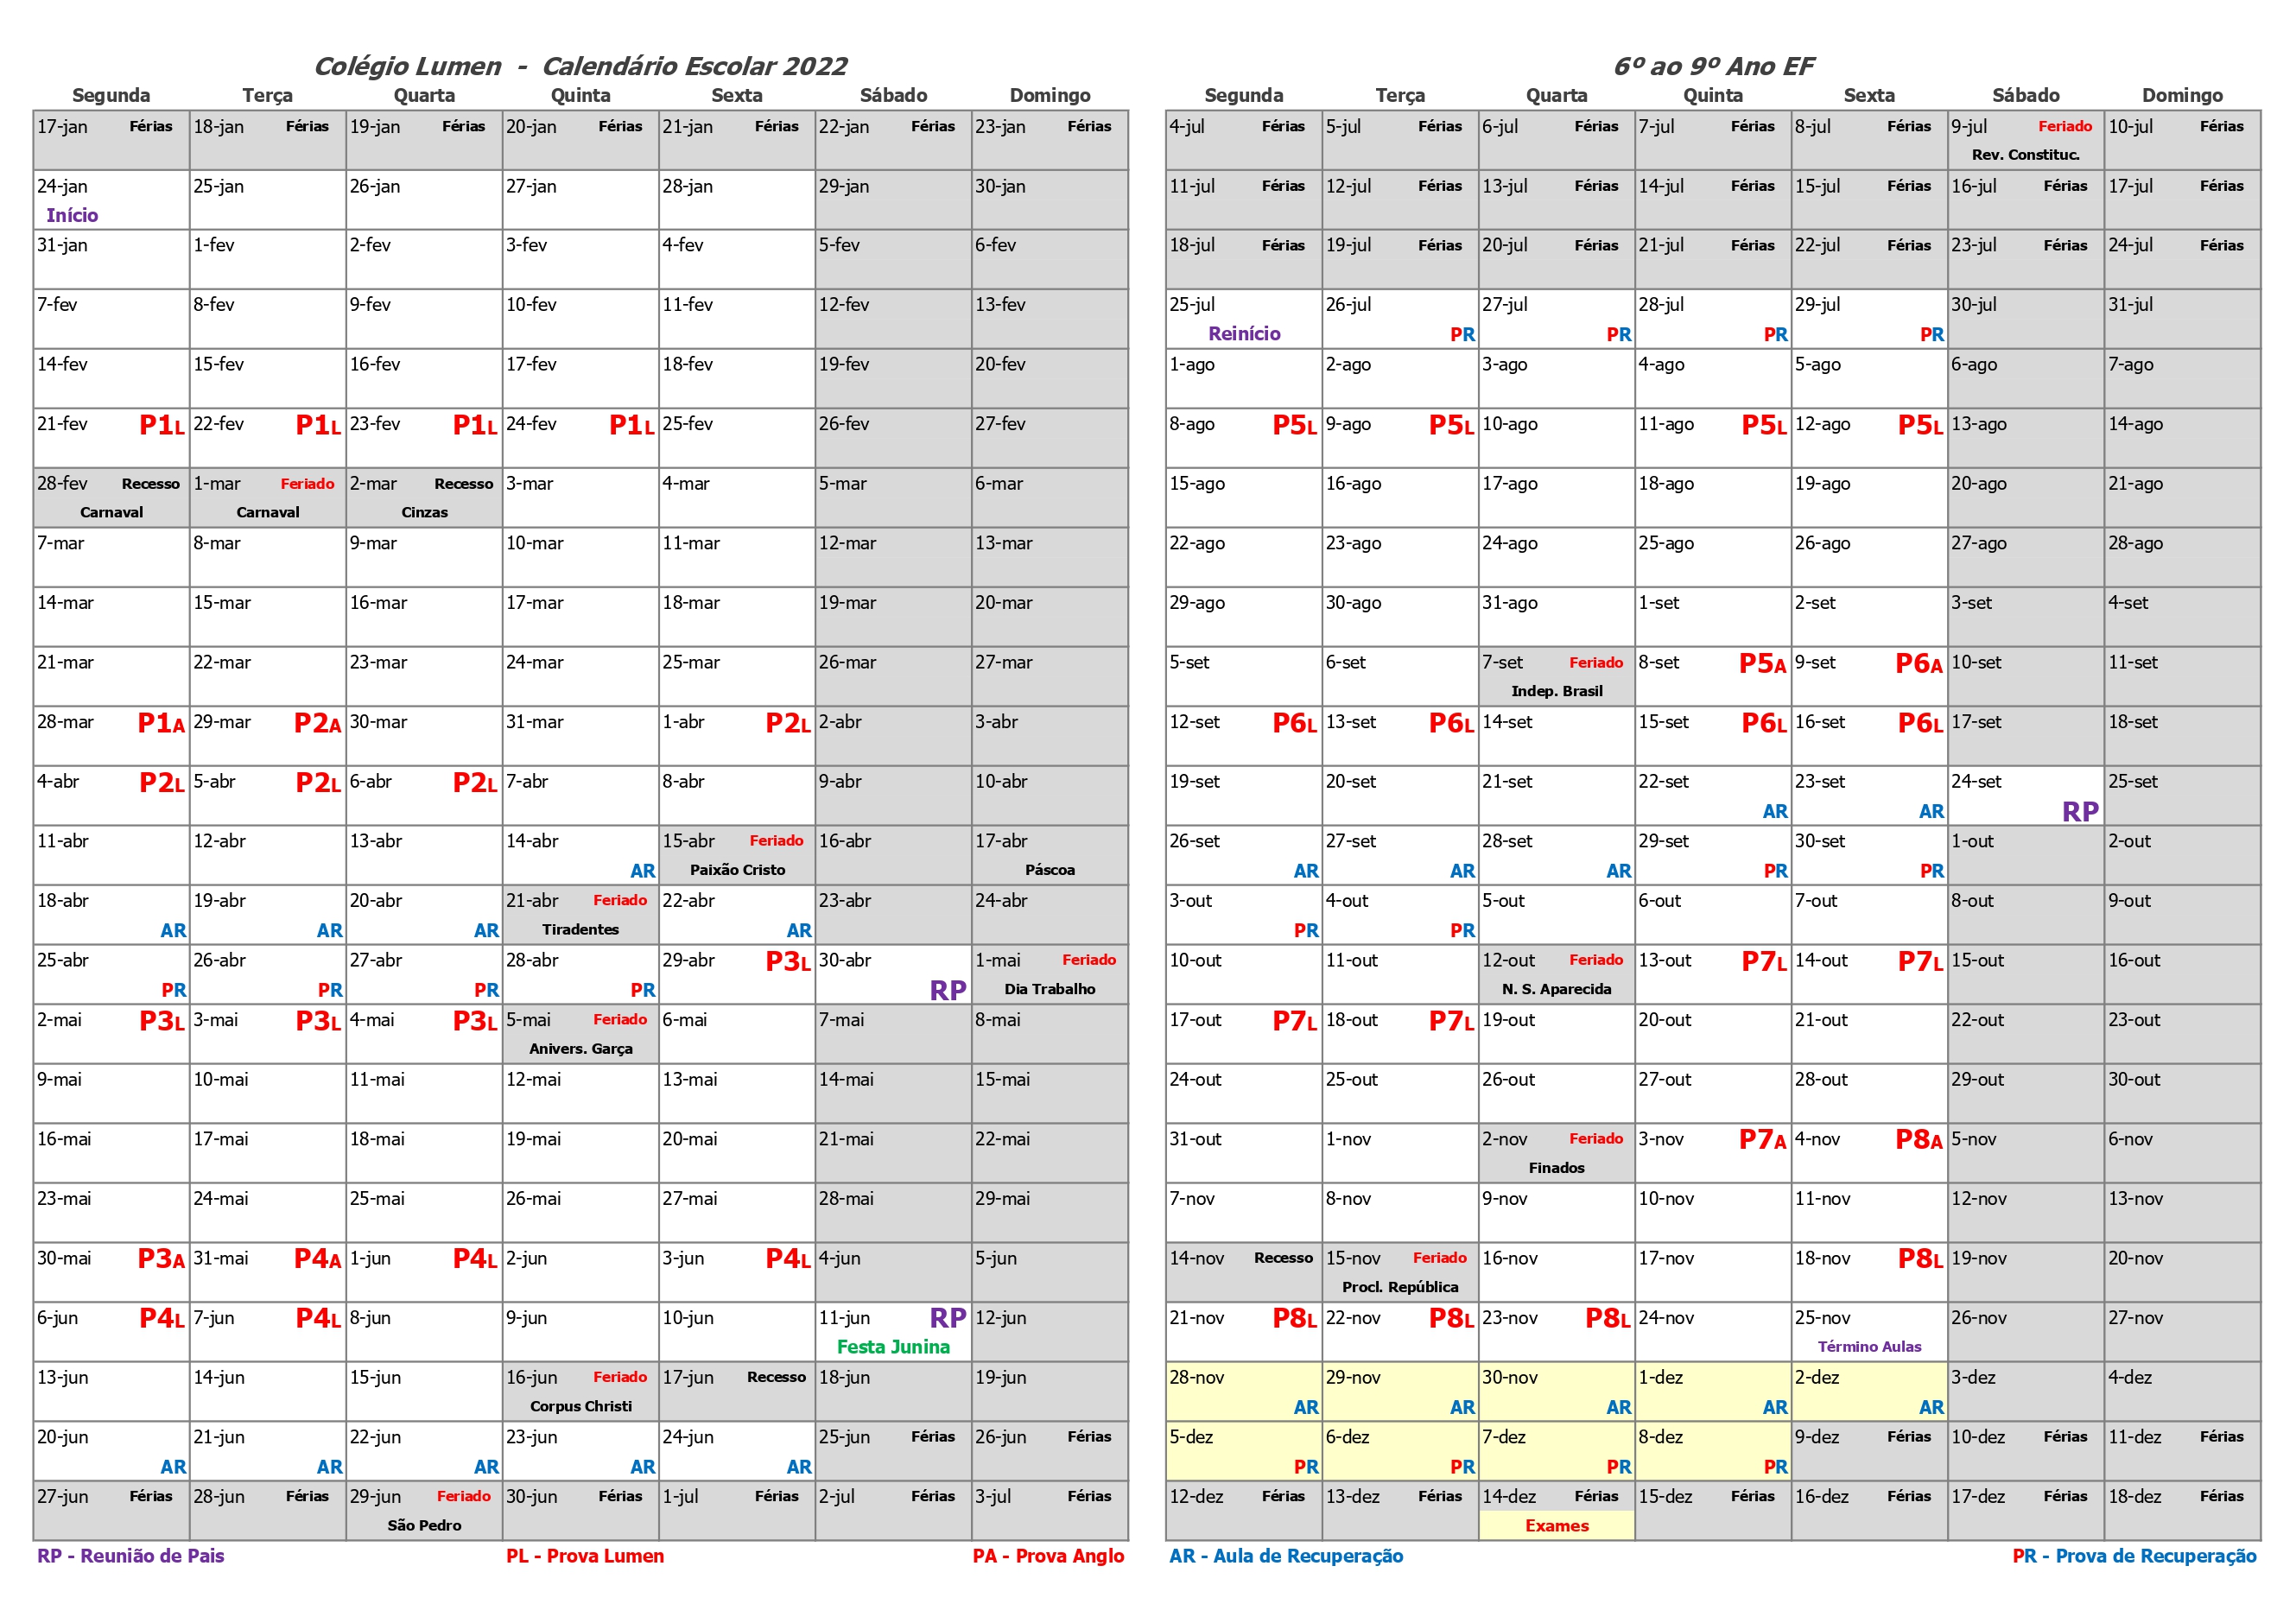 Colégio Lumen - Calendário Escolar 2022
Segunda Terça Quarta Quinta Sexta Sábado Domingo
17-jan Férias 18-jan Férias 19-jan Férias 20-jan Férias 21-jan Férias 22-jan Férias 23-jan Férias
24-jan 25-jan 26-jan 27-jan 28-jan 29-jan 30-jan
Início
31-jan 1-fev 2-fev 3-fev 4-fev 5-fev 6-fev
7-fev 8-fev 9-fev 10-fev 11-fev 12-fev 13-fev
14-fev 15-fev 16-fev 17-fev 18-fev 19-fev 20-fev
21-fev P1L 22-fev P1L 23-fev P1L 24-fev P1L 25-fev 26-fev 27-fev
28-fev Recesso 1-mar Feriado 2-mar Recesso 3-mar 4-mar 5-mar 6-mar
Carnaval Carnaval Cinzas
7-mar 8-mar 9-mar 10-mar 11-mar 12-mar 13-mar
14-mar 15-mar 16-mar 17-mar 18-mar 19-mar 20-mar
21-mar 22-mar 23-mar 24-mar 25-mar 26-mar 27-mar
28-mar P1A 29-mar P2A 30-mar 31-mar 1-abr P2L 2-abr 3-abr
4-abr P2L 5-abr P2L 6-abr P2L 7-abr 8-abr 9-abr 10-abr
11-abr 12-abr 13-abr 14-abr 15-abr Feriado 16-abr 17-abr
AR Paixão Cristo Páscoa
18-abr 19-abr 20-abr 21-abr Feriado 22-abr 23-abr 24-abr
AR AR AR Tiradentes AR
25-abr 26-abr 27-abr 28-abr 29-abr P3L 30-abr 1-mai Feriado
PR PR PR PR RP Dia Trabalho
2-mai P3L 3-mai P3L 4-mai P3L 5-mai Feriado 6-mai 7-mai 8-mai
Anivers. Garça
9-mai 10-mai 11-mai 12-mai 13-mai 14-mai 15-mai
16-mai 17-mai 18-mai 19-mai 20-mai 21-mai 22-mai
23-mai 24-mai 25-mai 26-mai 27-mai 28-mai 29-mai
30-mai P3A 31-mai P4A 1-jun P4L 2-jun 3-jun P4L 4-jun 5-jun
6-jun P4L 7-jun P4L 8-jun 9-jun 10-jun 11-jun RP 12-jun
Festa Junina
13-jun 14-jun 15-jun 16-jun Feriado 17-jun Recesso 18-jun 19-jun
Corpus Christi
20-jun 21-jun 22-jun 23-jun 24-jun 25-jun Férias 26-jun Férias
AR AR AR AR AR
27-jun Férias 28-jun Férias 29-jun Feriado 30-jun Férias 1-jul Férias 2-jul Férias 3-jul Férias
São Pedro
RP - Reunião de Pais PL - Prova Lumen PA - Prova Anglo
6º ao 9º Ano EF
Segunda Terça Quarta Quinta Sexta Sábado Domingo
4-jul Férias 5-jul Férias 6-jul Férias 7-jul Férias 8-jul Férias 9-jul Feriado 10-jul Férias
Rev. Constituc.
11-jul Férias 12-jul Férias 13-jul Férias 14-jul Férias 15-jul Férias 16-jul Férias 17-jul Férias
18-jul Férias 19-jul Férias 20-jul Férias 21-jul Férias 22-jul Férias 23-jul Férias 24-jul Férias
25-jul 26-jul 27-jul 28-jul 29-jul 30-jul 31-jul
Reinício PR PR PR PR
1-ago 2-ago 3-ago 4-ago 5-ago 6-ago 7-ago
8-ago P5L 9-ago P5L 10-ago 11-ago P5L 12-ago P5L 13-ago 14-ago
15-ago 16-ago 17-ago 18-ago 19-ago 20-ago 21-ago
22-ago 23-ago 24-ago 25-ago 26-ago 27-ago 28-ago
29-ago 30-ago 31-ago 1-set 2-set 3-set 4-set
5-set 6-set 7-set Feriado 8-set P5A 9-set P6A 10-set 11-set
Indep. Brasil
12-set P6L 13-set P6L 14-set 15-set P6L 16-set P6L 17-set 18-set
19-set 20-set 21-set 22-set 23-set 24-set 25-set
AR AR RP
26-set 27-set 28-set 29-set 30-set 1-out 2-out
AR AR AR PR PR
3-out 4-out 5-out 6-out 7-out 8-out 9-out
PR PR
10-out 11-out 12-out Feriado 13-out P7L 14-out P7L 15-out 16-out
N. S. Aparecida
17-out P7L 18-out P7L 19-out 20-out 21-out 22-out 23-out
24-out 25-out 26-out 27-out 28-out 29-out 30-out
31-out 1-nov 2-nov Feriado 3-nov P7A 4-nov P8A 5-nov 6-nov
Finados
7-nov 8-nov 9-nov 10-nov 11-nov 12-nov 13-nov
14-nov Recesso 15-nov Feriado 16-nov 17-nov 18-nov P8L 19-nov 20-nov
Procl. República
21-nov P8L 22-nov P8L 23-nov P8L 24-nov 25-nov 26-nov 27-nov
Término Aulas
28-nov 29-nov 30-nov 1-dez 2-dez 3-dez 4-dez
AR AR AR AR AR
5-dez 6-dez 7-dez 8-dez 9-dez Férias 10-dez Férias 11-dez Férias
PR PR PR PR
12-dez Férias 13-dez Férias 14-dez Férias 15-dez Férias 16-dez Férias 17-dez Férias 18-dez Férias
Exames
AR - Aula de Recuperação PR - Prova de Recuperação